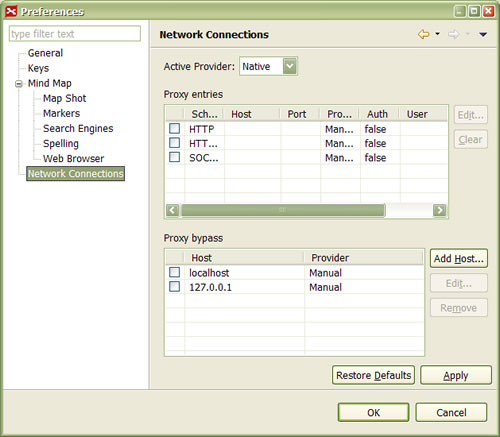 Preferences
type filter text
General
Keys
Mind Map
Map Shot
Markers
Search Engines
Spelling
Web Browser
Network Connections
Network Connections
Active Provider: Native
Proxy entries
Sch... Host Port Pro... Auth User
HTTP Man... false
HTT... Man... false
SOC... Man... false
Edit...
Clear
Proxy bypass
Host Provider
localhost Manual
127.0.0.1 Manual
Add Host...
Edit...
Remove
Restore Defaults Apply
OK Cancel